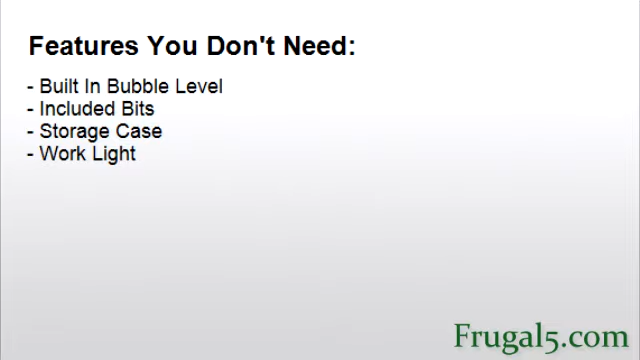 Features You Don't Need:
- Built In Bubble Level
- Included Bits
- Storage Case
- Work Light
Frugal5.com